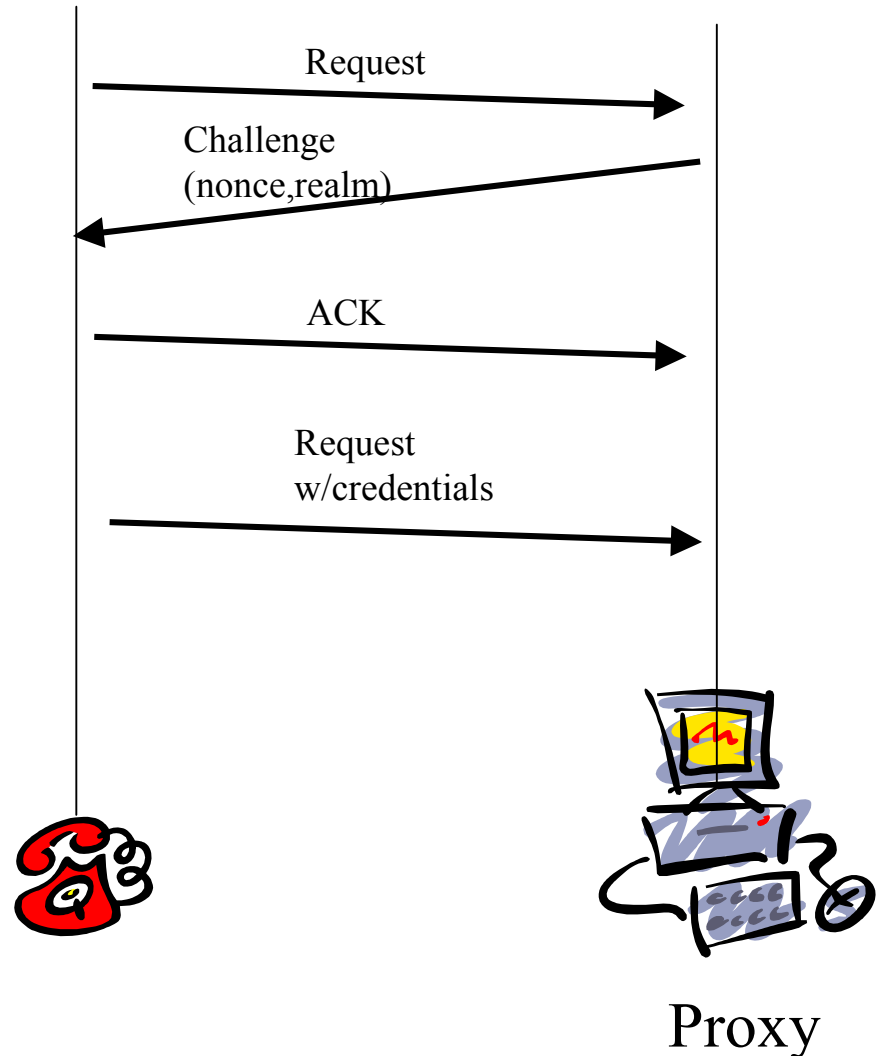 Request
Challenge
(nonce,realm)
ACK
Request
w/credentials
Proxy